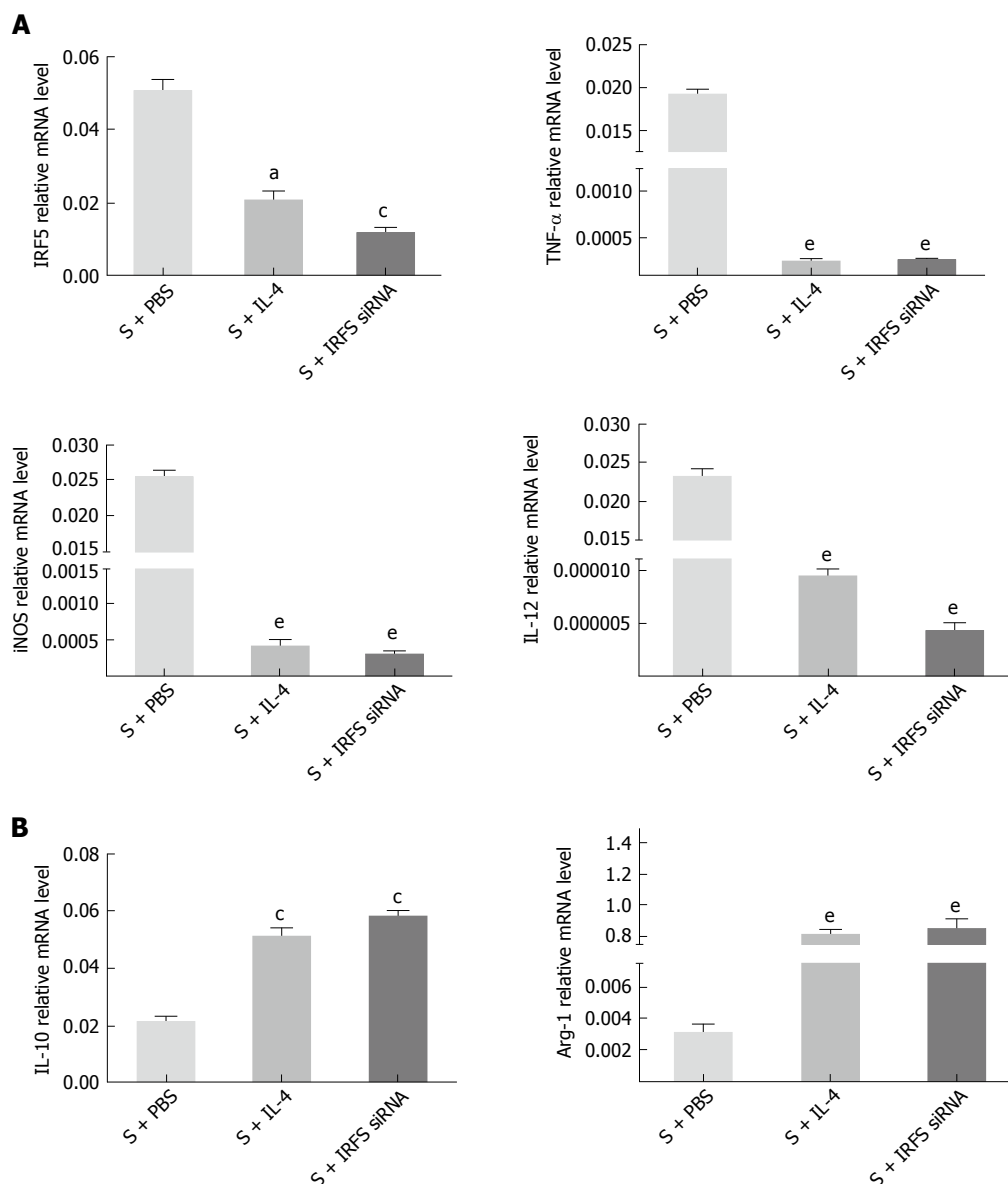 A
IRF5 relative mRNA level
0.06
0.04
0.02
0.00
a
c
S + PBS
S + IL-4
S + IRFS siRNA
TNF-α relative mRNA level
0.025
0.020
0.015
0.0010
0.0005
e
e
S + PBS
S + IL-4
S + IRFS siRNA
iNOS relative mRNA level
0.030
0.025
0.020
0.015
0.0015
0.0010
0.0005
e
e
S + PBS
S + IL-4
S + IRFS siRNA
IL-12 relative mRNA level
0.030
0.025
0.020
0.015
0.000010
0.000005
e
e
S + PBS
S + IL-4
S + IRFS siRNA
B
IL-10 relative mRNA level
0.08
0.06
0.04
0.02
0.00
c
c
S + PBS
S + IL-4
S + IRFS siRNA
Arg-1 relative mRNA level
1.4
1.2
1.0
0.8
0.006
0.004
0.002
e
e
S + PBS
S + IL-4
S + IRFS siRNA